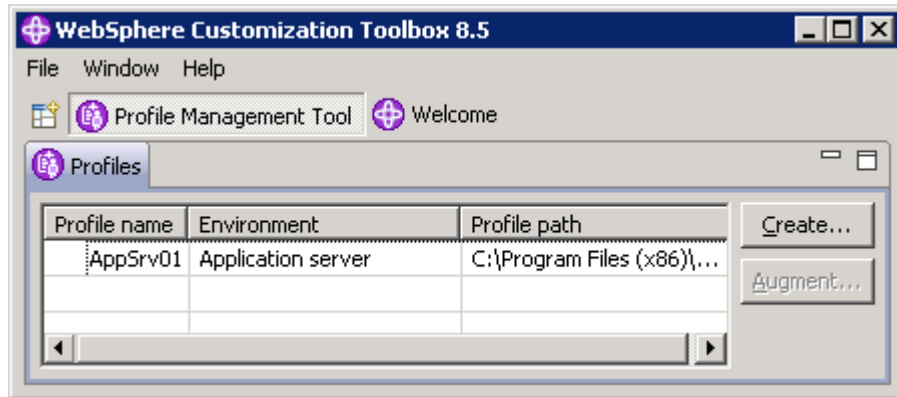 WebSphere Customization Toolbox 8.5
File Window Help
Profile Management Tool Welcome
Profiles
Profile name Environment Profile path Create...
AppSrv01 Application server C:\Program Files (x86)\...
Augment...